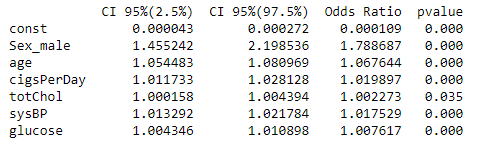 CI 95%(2.5%) CI 95%(97.5%) Odds Ratio pvalue
const 0.000043 0.000272 0.000109 0.000
Sex_male 1.455242 2.198536 1.788687 0.000
age 1.054483 1.080969 1.067644 0.000
cigsPerDay 1.011733 1.028128 1.019897 0.000
totChol 1.000158 1.004394 1.002273 0.035
sysBP 1.013292 1.021784 1.017529 0.000
glucose 1.004346 1.010898 1.007617 0.000